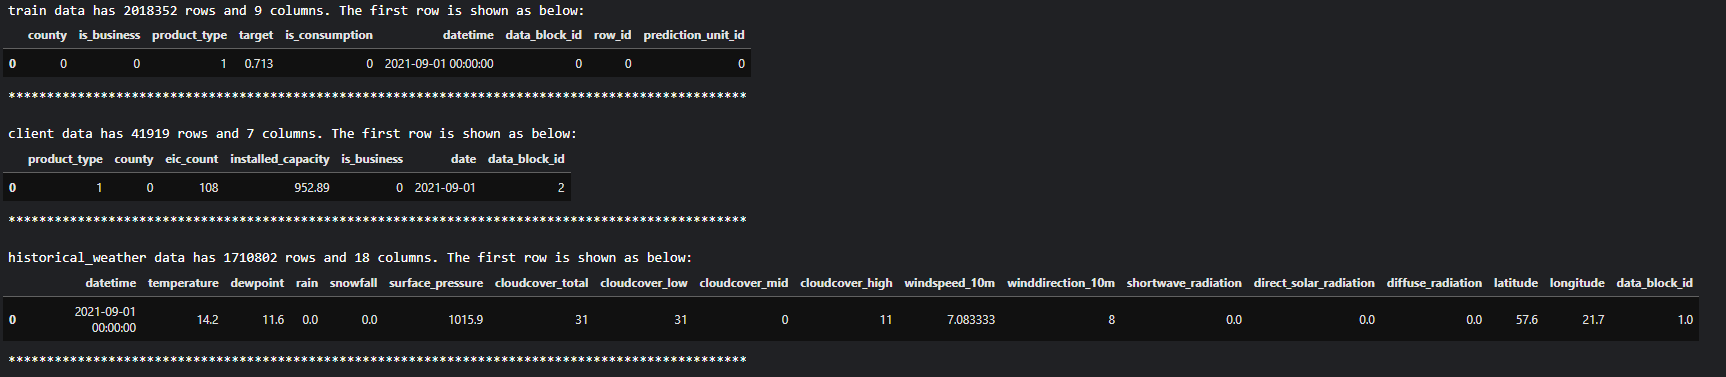 train data has 2018352 rows and 9 columns. The first row is shown as below:
county is_business product_type target is_consumption datetime data_block_id row_id prediction_unit_id
0 0 0 1 0.713 0 2021-09-01 00:00:00 0 0 0
************************************************************************************************
client data has 41919 rows and 7 columns. The first row is shown as below:
product_type county eic_count installed_capacity is_business date data_block_id
0 1 0 108 952.89 0 2021-09-01 2
************************************************************************************************
historical_weather data has 1710802 rows and 18 columns. The first row is shown as below:
datetime temperature dewpoint rain snowfall surface_pressure cloudcover_total cloudcover_low cloudcover_mid cloudcover_high windspeed_10m winddirection_10m shortwave_radiation direct_solar_radiation diffuse_radiation latitude longitude data_block_id
0 2021-09-01 00:00:00 14.2 11.6 0.0 0.0 1015.9 31 31 0 11 7.083333 8 0.0 0.0 0.0 57.6 21.7 1.0
************************************************************************************************